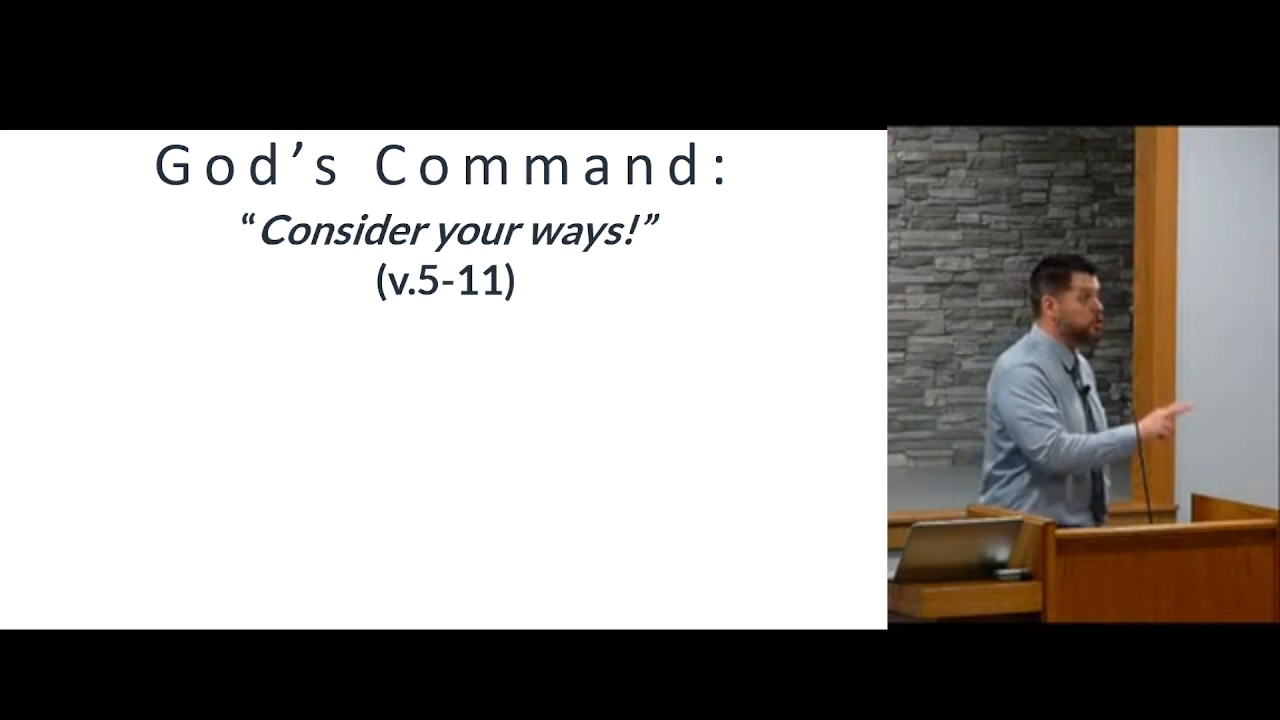 God’s Command:
“Consider your ways!”
(v.5-11)